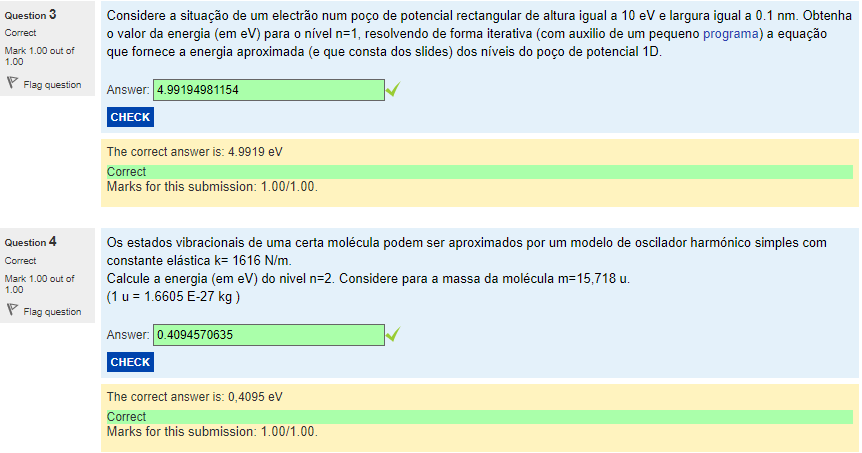 Question 3
Correct
Mark 1.00 out of
1.00
Flag question
Considere a situação de um electrão num poço de potencial rectangular de altura igual a 10 eV e largura igual a 0.1 nm. Obtenha
o valor da energia (em eV) para o nível n=1, resolvendo de forma iterativa (com auxilio de um pequeno programa) a equação
que fornece a energia aproximada (e que consta dos slides) dos níveis do poço de potencial 1D.
Answer: 4.99194981154
CHECK
The correct answer is: 4.9919 eV
Correct
Marks for this submission: 1.00/1.00.
Question 4
Correct
Mark 1.00 out of
1.00
Flag question
Os estados vibracionais de uma certa molécula podem ser aproximados por um modelo de oscilador harmónico simples com
constante elástica k= 1616 N/m.
Calcule a energia (em eV) do nivel n=2. Considere para a massa da molécula m=15,718 u.
(1 u = 1.6605 E-27 kg )
Answer: 0.4094570635
CHECK
The correct answer is: 0,4095 eV
Correct
Marks for this submission: 1.00/1.00.